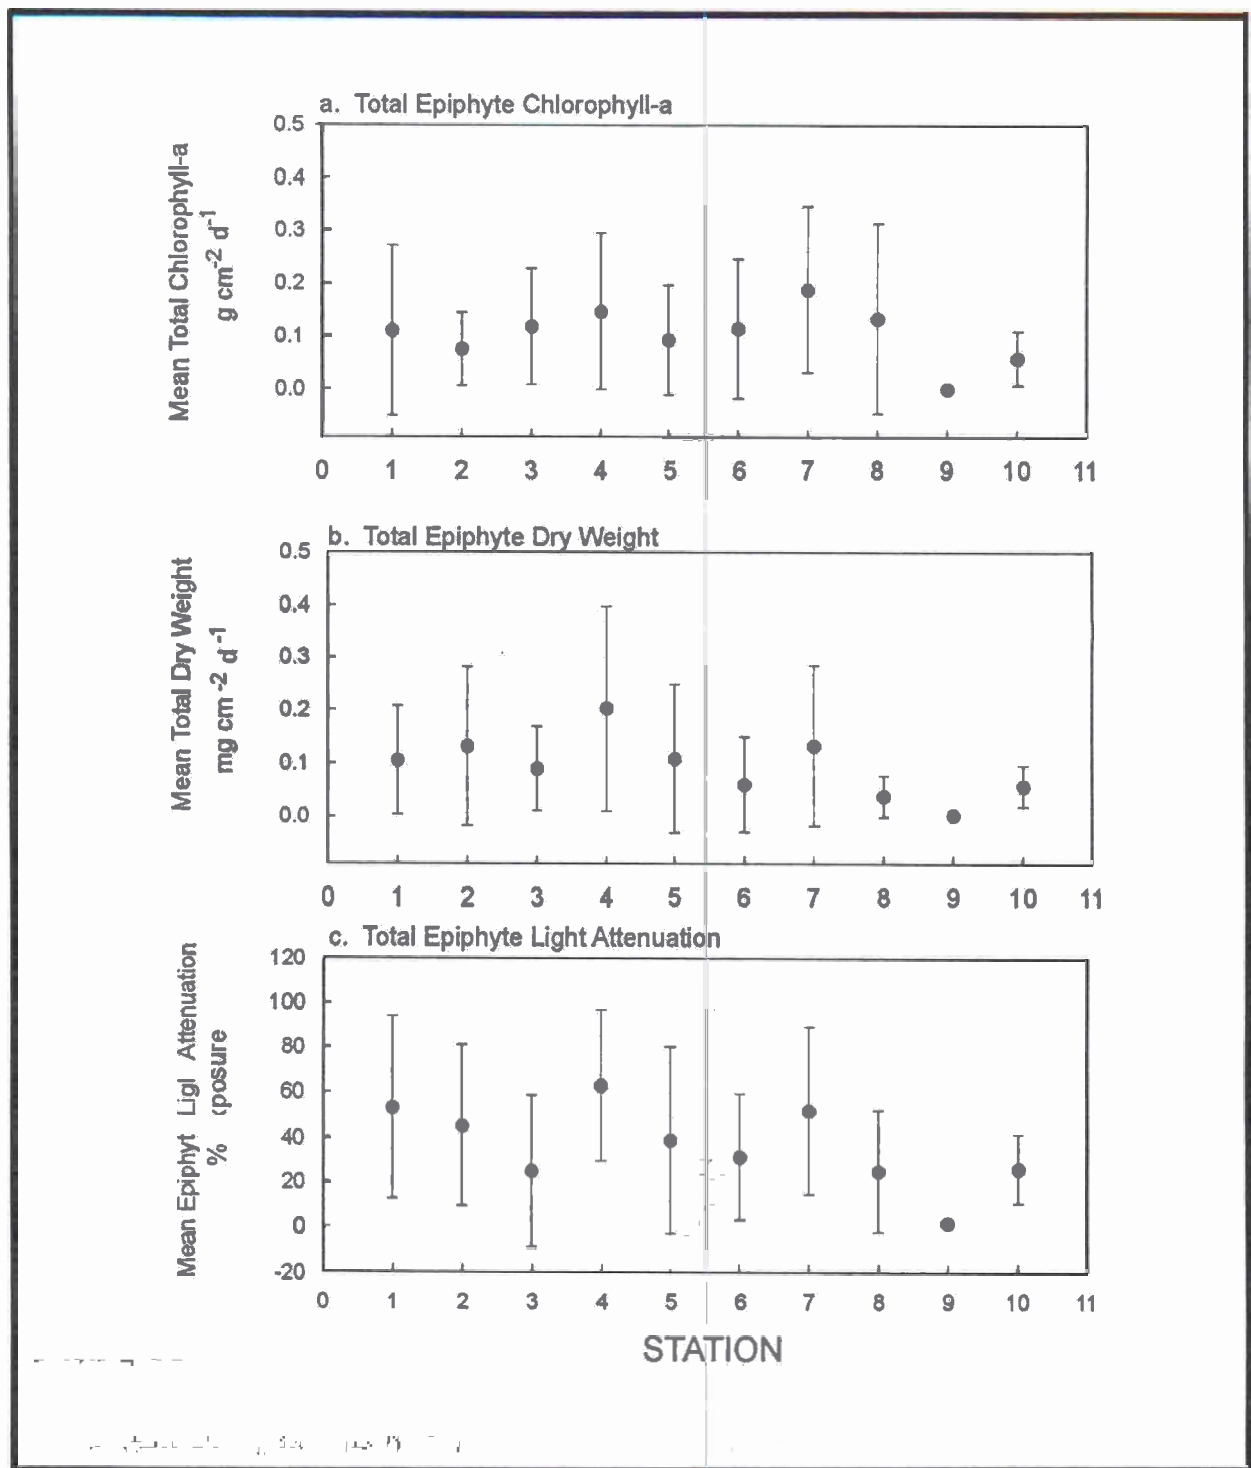 a. Total Epiphyte Chlorophyll-a
Mean Total Chlorophyll-a
g cm-2 d-1
0.5
0.4
0.3
0.2
0.1
0.0
0 1 2 3 4 5 6 7 8 9 10 11
b. Total Epiphyte Dry Weight
Mean Total Dry Weight
mg cm-2 d-1
0.5
0.4
0.3
0.2
0.1
0.0
0 1 2 3 4 5 6 7 8 9 10 11
c. Total Epiphyte Light Attenuation
Mean Epiphyt Ligl Attenuation
% (posure
120
100
80
60
40
20
0
-20
0 1 2 3 4 5 6 7 8 9 10 11
STATION